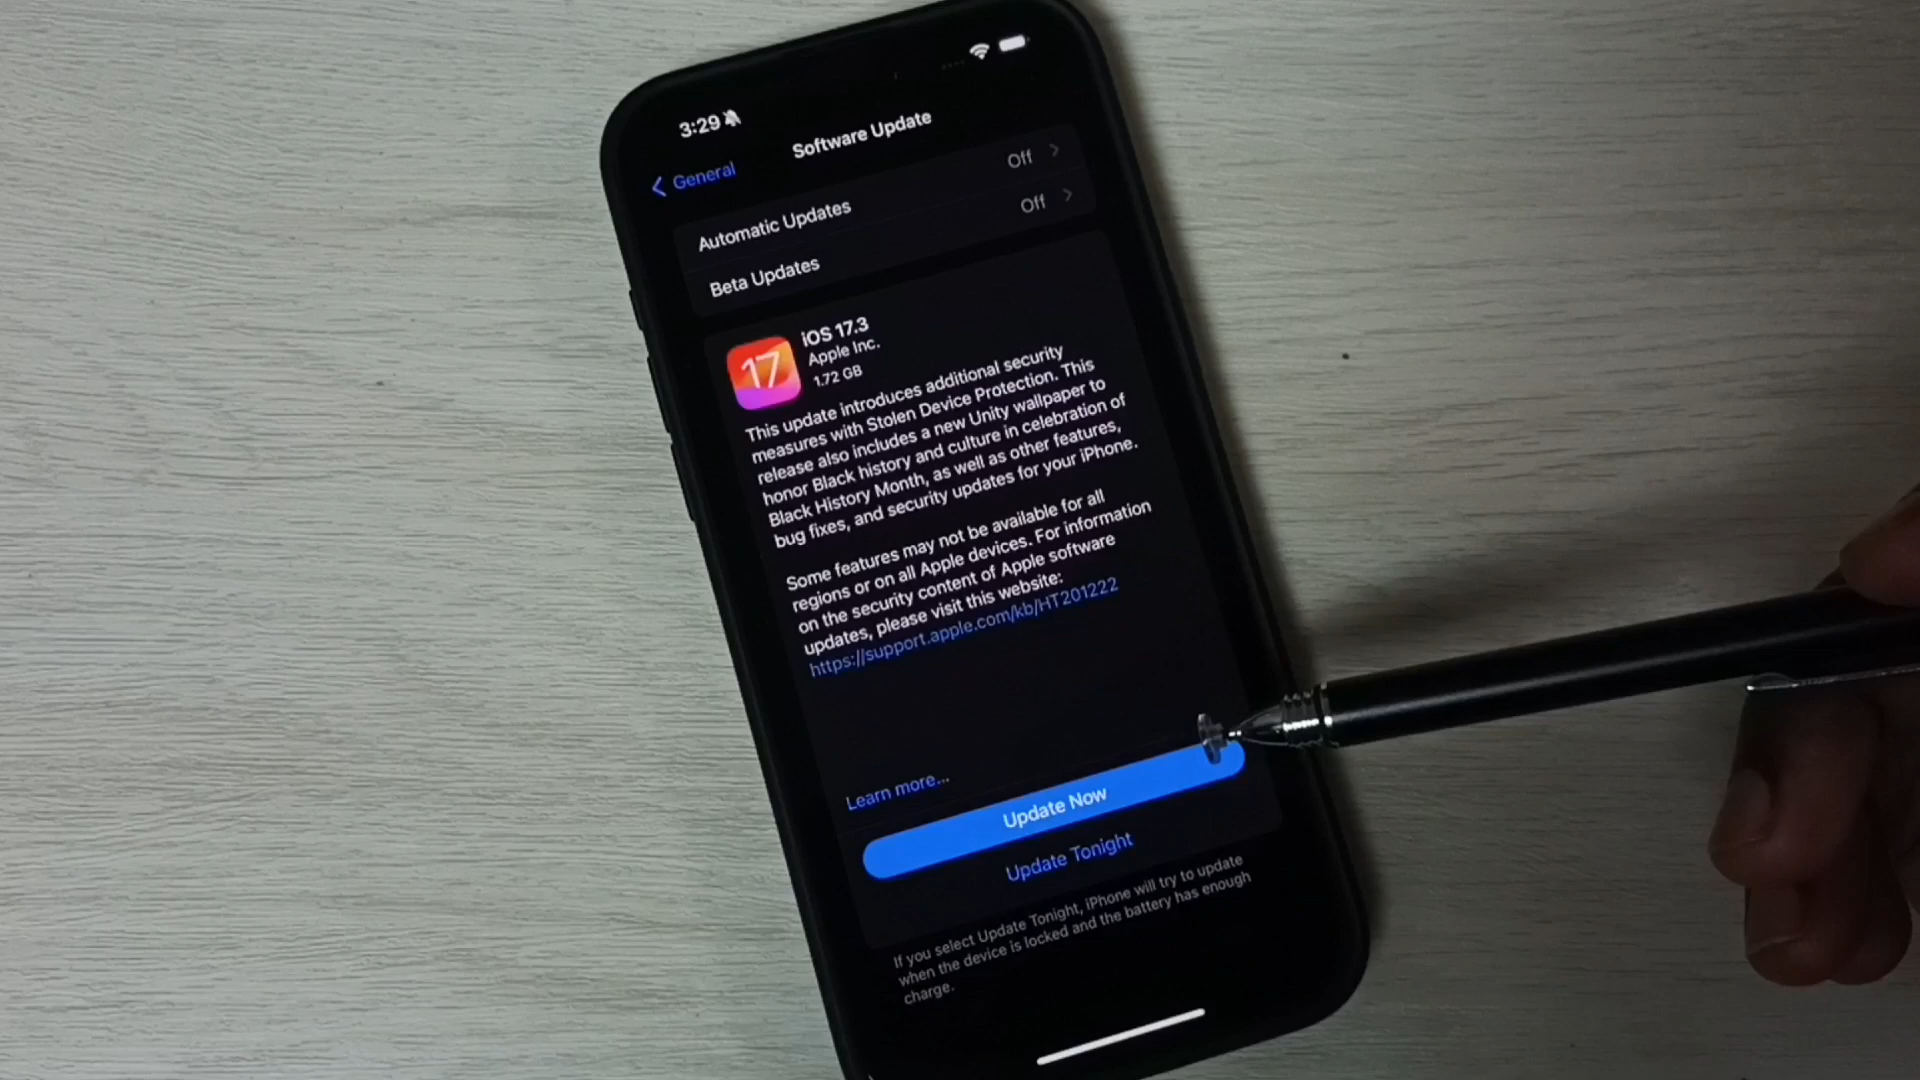 3:29
General
Software Update
Automatic Updates Off
Beta Updates Off
17
iOS 17.3
Apple Inc.
1.72 GB
This update introduces additional security
measures with Stolen Device Protection. This
release also includes a new Unity wallpaper to
honor Black history and culture in celebration of
Black History Month, as well as other features,
bug fixes, and security updates for your iPhone.
Some features may not be available for all
regions or on all Apple devices. For information
on the security content of Apple software
updates, please visit this website:
https://support.apple.com/kb/HT201222
Learn more...
Update Now
Update Tonight
If you select Update Tonight, iPhone will try to update
when the device is locked and the battery has enough
charge.